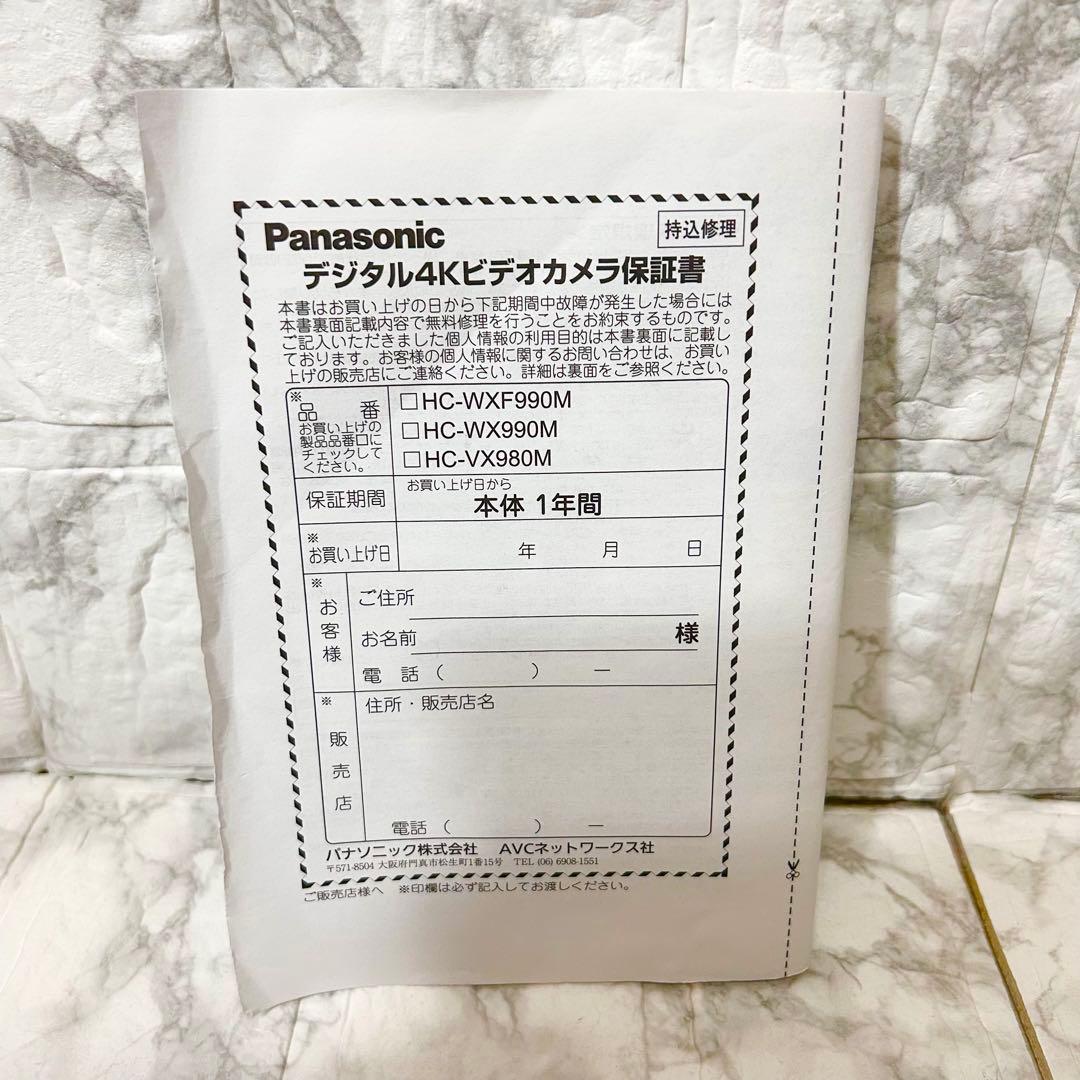 Panasonic
持込修理
デジタル4Kビデオカメラ保証書
本書はお買い上げの日から下記期間中故障が発生した場合には
本書裏面記載内容で無料修理を行うことをお約束するものです。
ご記入いただきました個人情報の利用目的は本書裏面に記載し
ております。お客様の個人情報に関するお問い合わせは、お買い
上げの販売店にご連絡ください。詳細は裏面をご参照ください。
※
品 番
お買い上げの
製品品番□に
チェックして
ください。
□HC-WXF990M
□HC-WX990M
□HC-VX980M
保証期間
お買い上げ日から
本体 1年間
※
お買い上げ日
年 月 日
※
お客様
ご住所
お名前 様
電 話 ( ) ー
※
販売店
住所・販売店名
電話 ( ) ー
パナソニック株式会社 AVCネットワークス社
〒571-8504 大阪府門真市松生町1番15号 TEL (06) 6908-1551
ご販売店様へ ※印欄は必ず記入してお渡しください。